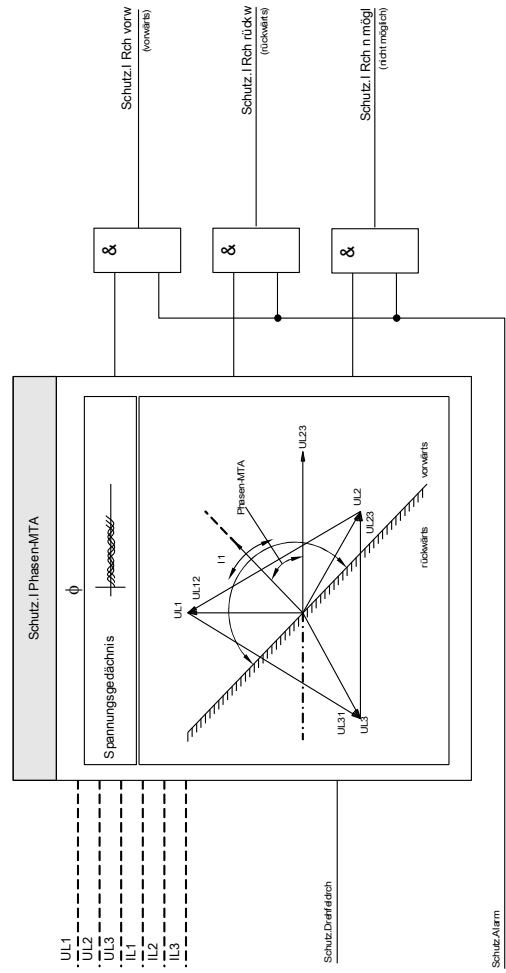 Schutz.I Phasen-MTA
ϕ
Spannungsgedächnis
UL1
UL2
UL3
IL1
IL2
IL3
Schutz.Drehfeldrch
Schutz.Alarm
UL1
UL12
I1
Phasen-MTA
UL23
UL31
UL3
UL2
UL23
rückwärts
vorwärts
&
Schutz.I Rch vorw
(vorwärts)
&
Schutz.I Rch rückw
(rückwärts)
&
Schutz.I Rch n mögl
(nicht möglich)